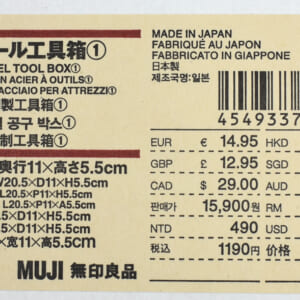 ール工具箱①
EL TOOL BOX①
N ACIER À OUTILS①
ACCIAIO PER ATTREZZI①
製工具箱①
공구 박스①
制工具箱①
奥行11×高さ5.5cm
W20.5×D11×H5.5cm
L20.5×P11×H5.5cm
L20.5×P11×A5.5cm
×D11×H5.5cm
×D11×H5.5cm
×宽11×高5.5cm
MUJI 無印良品
MADE IN JAPAN
FABRIQUÉ AU JAPON
FABBRICATO IN GIAPPONE
日本製
제조국명:일본
4549337
EUR € 14.95 HKD
GBP £ 12.95 SGD
CAD $ 29.00 AUD
판매가 15,900원 RM
NTD 490 USD
税込 1190円 价格